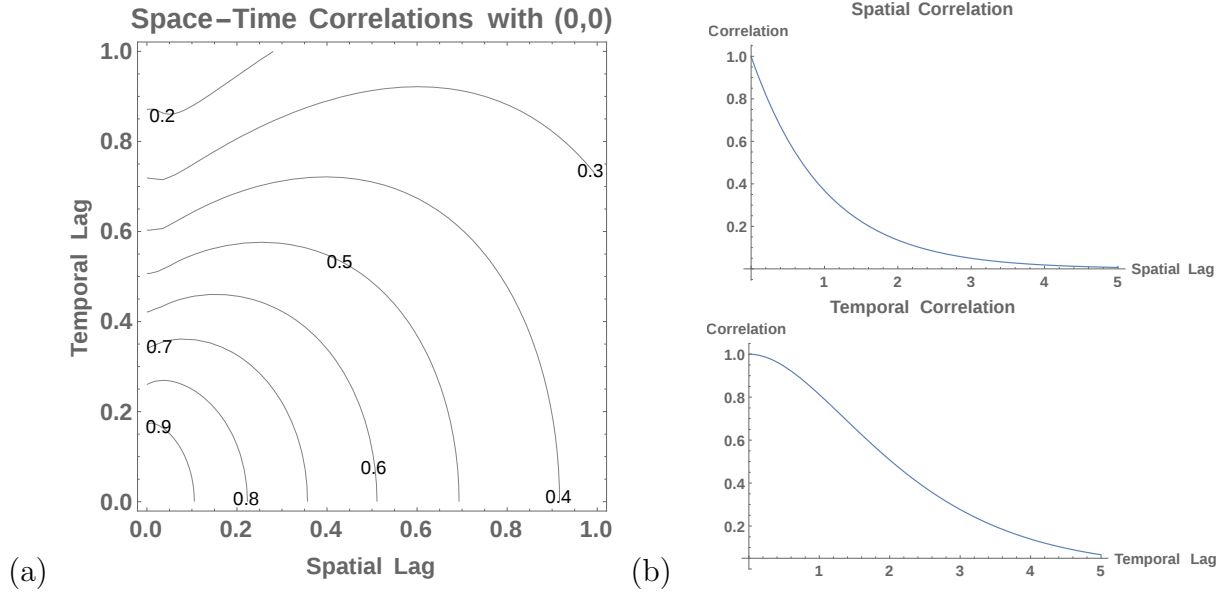 Space−Time Correlations with (0,0)
1.0
0.8
0.6
0.4
0.2
0.0
Temporal Lag
0.2
0.3
0.5
0.7
0.9
0.6
0.8
0.4
0.0 0.2 0.4 0.6 0.8 1.0
Spatial Lag
(a)
Spatial Correlation
Correlation
1.0
0.8
0.6
0.4
0.2
1 2 3 4 5
Spatial Lag
Temporal Correlation
Correlation
1.0
0.8
0.6
0.4
0.2
1 2 3 4 5
Temporal Lag
(b)